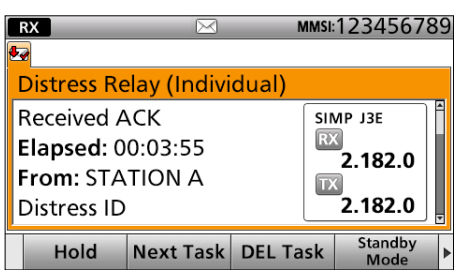 RX MMSI:123456789
Distress Relay (Individual)
Received ACK
Elapsed: 00:03:55
From: STATION A
Distress ID
SIMP J3E
RX
2.182.0
TX
2.182.0
Hold Next Task DEL Task Standby Mode